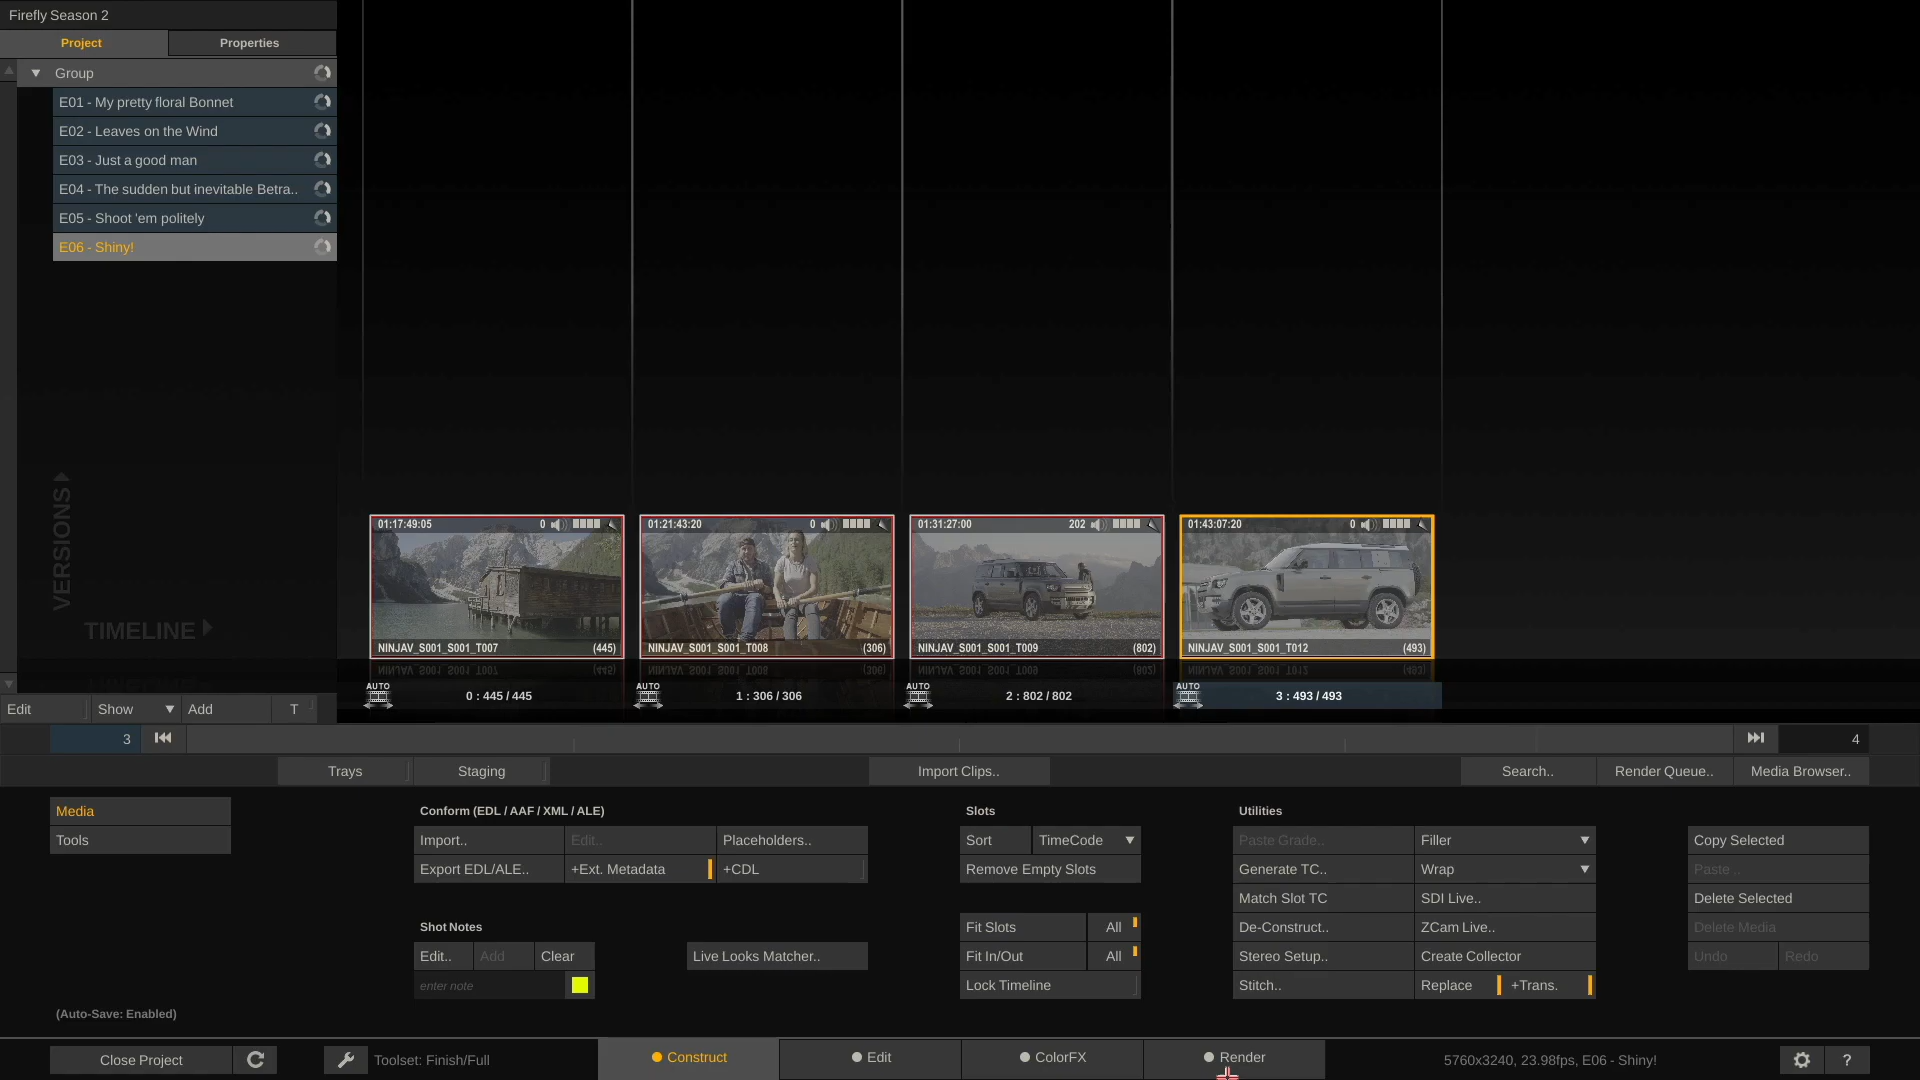 Firefly Season 2
Project
Properties
Group
E01 - My pretty floral Bonnet
E02 - Leaves on the Wind
E03 - Just a good man
E04 - The sudden but inevitable Betra..
E05 - Shoot 'em politely
E06 - Shiny!
VERSIONS
TIMELINE
01:17:49:05 0
NINJAV_S001_S001_T007 (445)
01:21:43:20 0
NINJAV_S001_S001_T008 (306)
01:31:27:00 202
NINJAV_S001_S001_T009 (802)
01:43:07:20 0
NINJAV_S001_S001_T012 (493)
AUTO 0 : 445 / 445
AUTO 1 : 306 / 306
AUTO 2 : 802 / 802
AUTO 3 : 493 / 493
Edit Show Add T
3
4
Trays
Staging
Import Clips..
Search..
Render Queue..
Media Browser..
Media
Tools
Conform (EDL / AAF / XML / ALE)
Import.. Edit.. Placeholders..
Export EDL/ALE.. +Ext. Metadata +CDL
Shot Notes
Edit.. Add Clear
enter note
Live Looks Matcher..
Slots
Sort TimeCode
Remove Empty Slots
Fit Slots All
Fit In/Out All
Lock Timeline
Utilities
Paste Grade.. Filler
Generate TC.. Wrap
Match Slot TC SDI Live..
De-Construct.. ZCam Live..
Stereo Setup.. Create Collector
Stitch.. Replace +Trans.
Copy Selected
Paste ..
Delete Selected
Delete Media
Undo Redo
(Auto-Save: Enabled)
Close Project
Toolset: Finish/Full
Construct
Edit
ColorFX
Render
5760x3240, 23.98fps, E06 - Shiny!
?